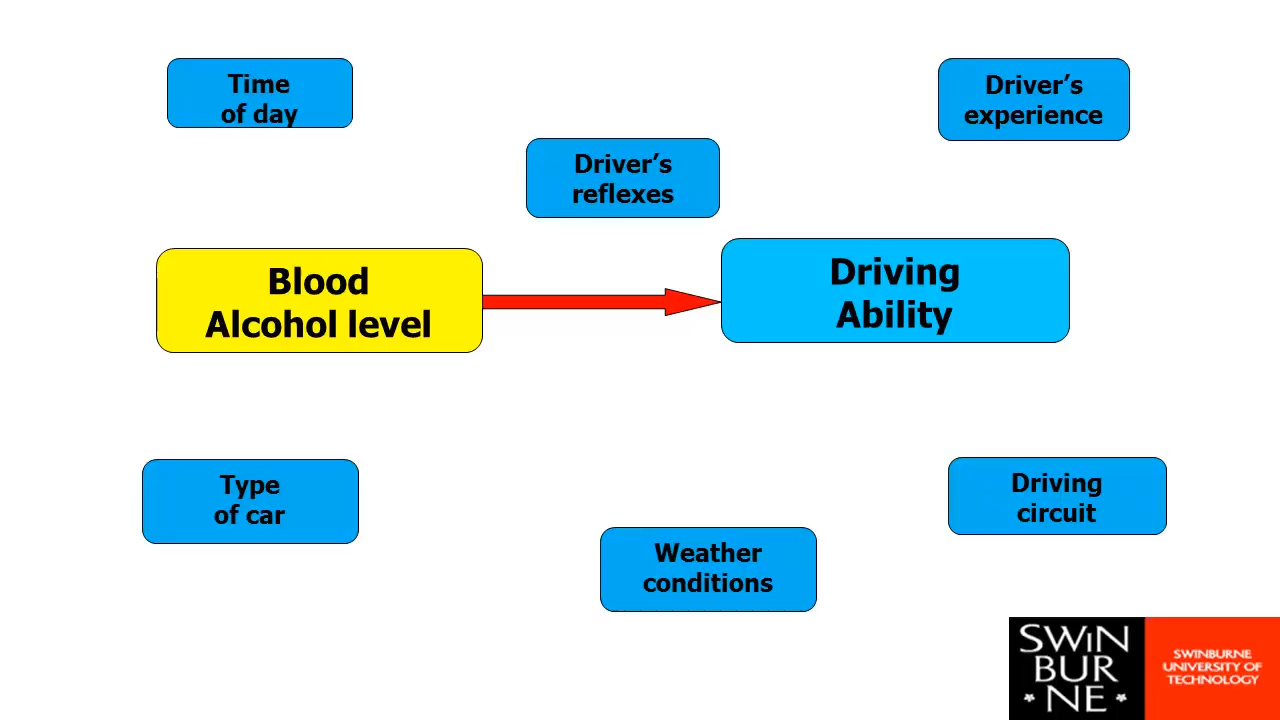 Time
of day
Driver's
experience
Driver's
reflexes
Blood
Alcohol level
Driving
Ability
Type
of car
Driving
circuit
Weather
conditions
SWiN
BUR
*NE*
SWINBURNE
UNIVERSITY OF
TECHNOLOGY